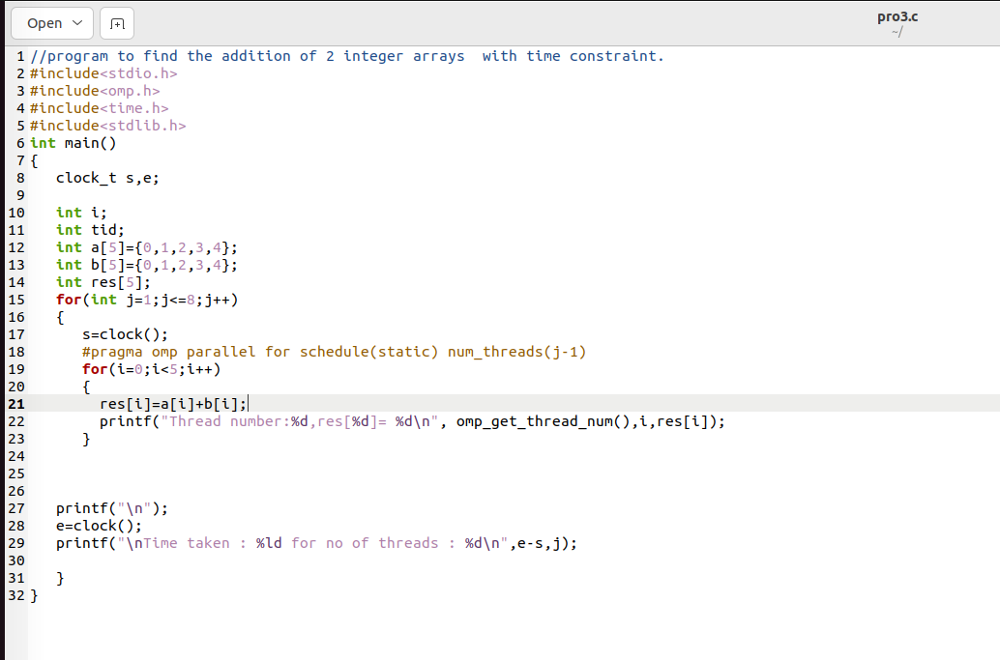 Open
pro3.c
~/
1 //program to find the addition of 2 integer arrays  with time constraint.
2 #include<stdio.h>
3 #include<omp.h>
4 #include<time.h>
5 #include<stdlib.h>
6 int main()
7 {
8    clock_t s,e;
9
10    int i;
11    int tid;
12    int a[5]={0,1,2,3,4};
13    int b[5]={0,1,2,3,4};
14    int res[5];
15    for(int j=1;j<=8;j++)
16    {
17       s=clock();
18       #pragma omp parallel for schedule(static) num_threads(j-1)
19       for(i=0;i<5;i++)
20       {
21         res[i]=a[i]+b[i];
22         printf("Thread number:%d,res[%d]= %d\n", omp_get_thread_num(),i,res[i]);
23       }
24
25
26
27    printf("\n");
28    e=clock();
29    printf("\nTime taken : %ld for no of threads : %d\n",e-s,j);
30
31    }
32 }